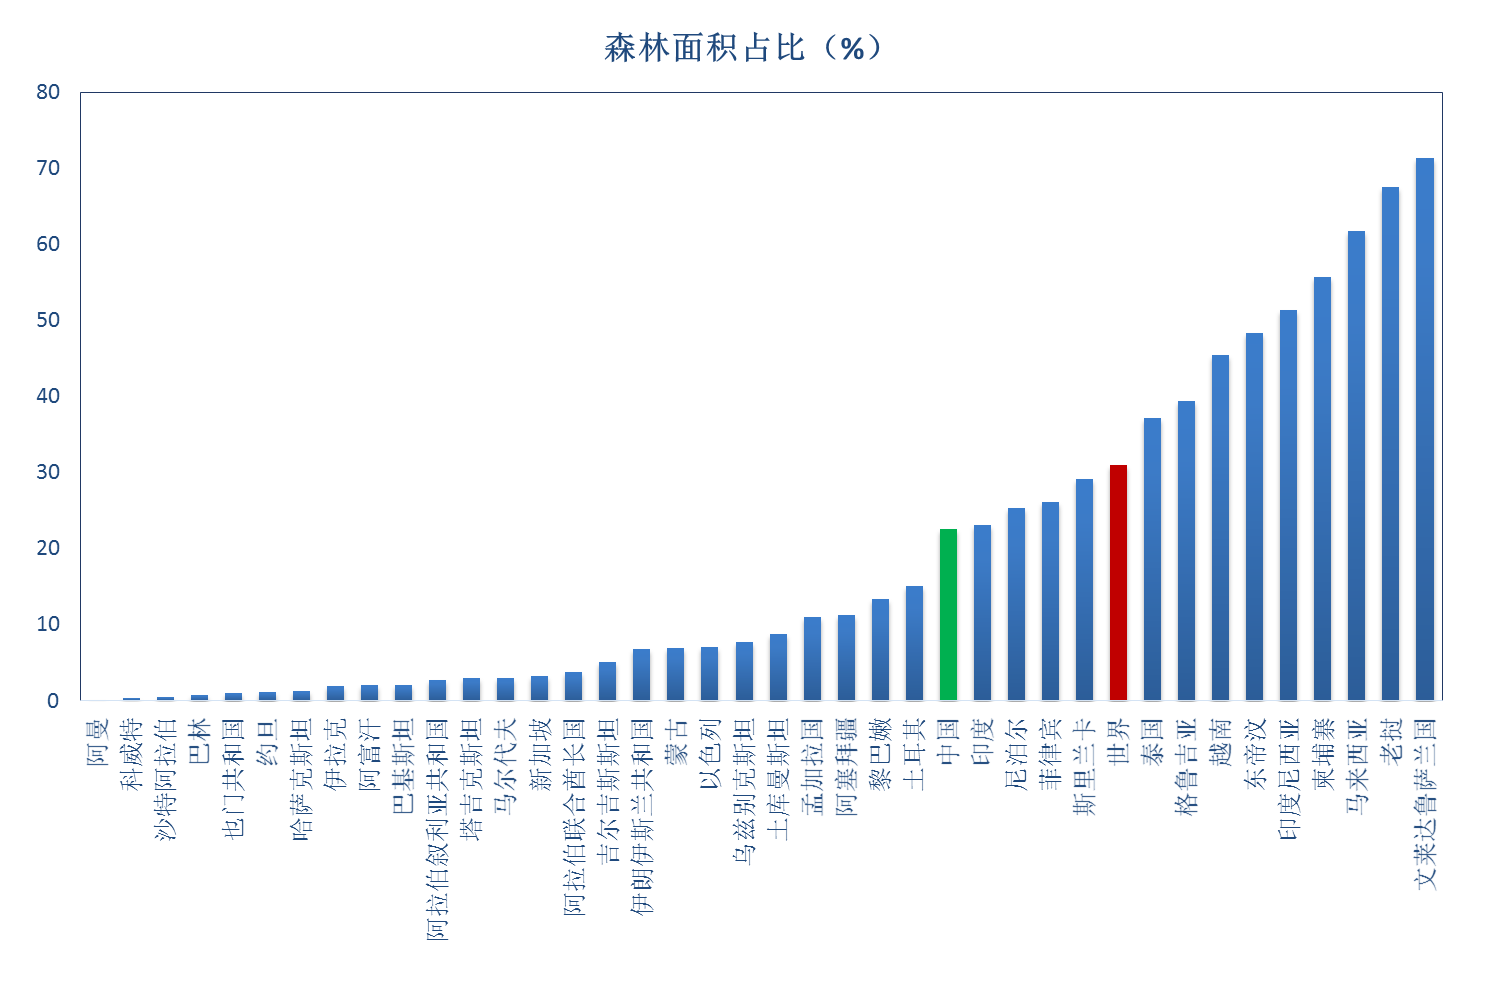 森林面积占比（%）
80
70
60
50
40
30
20
10
0
阿曼
科威特
沙特阿拉伯
巴林
也门共和国
约旦
哈萨克斯坦
伊拉克
阿富汗
巴基斯坦
阿拉伯叙利亚共和国
塔吉克斯坦
马尔代夫
新加坡
阿拉伯联合酋长国
吉尔吉斯斯坦
伊朗伊斯兰共和国
蒙古
以色列
乌兹别克斯坦
土库曼斯坦
孟加拉国
阿塞拜疆
黎巴嫩
土耳其
中国
印度
尼泊尔
菲律宾
斯里兰卡
世界
泰国
格鲁吉亚
越南
东帝汶
印度尼西亚
柬埔寨
马来西亚
老挝
文莱达鲁萨兰国